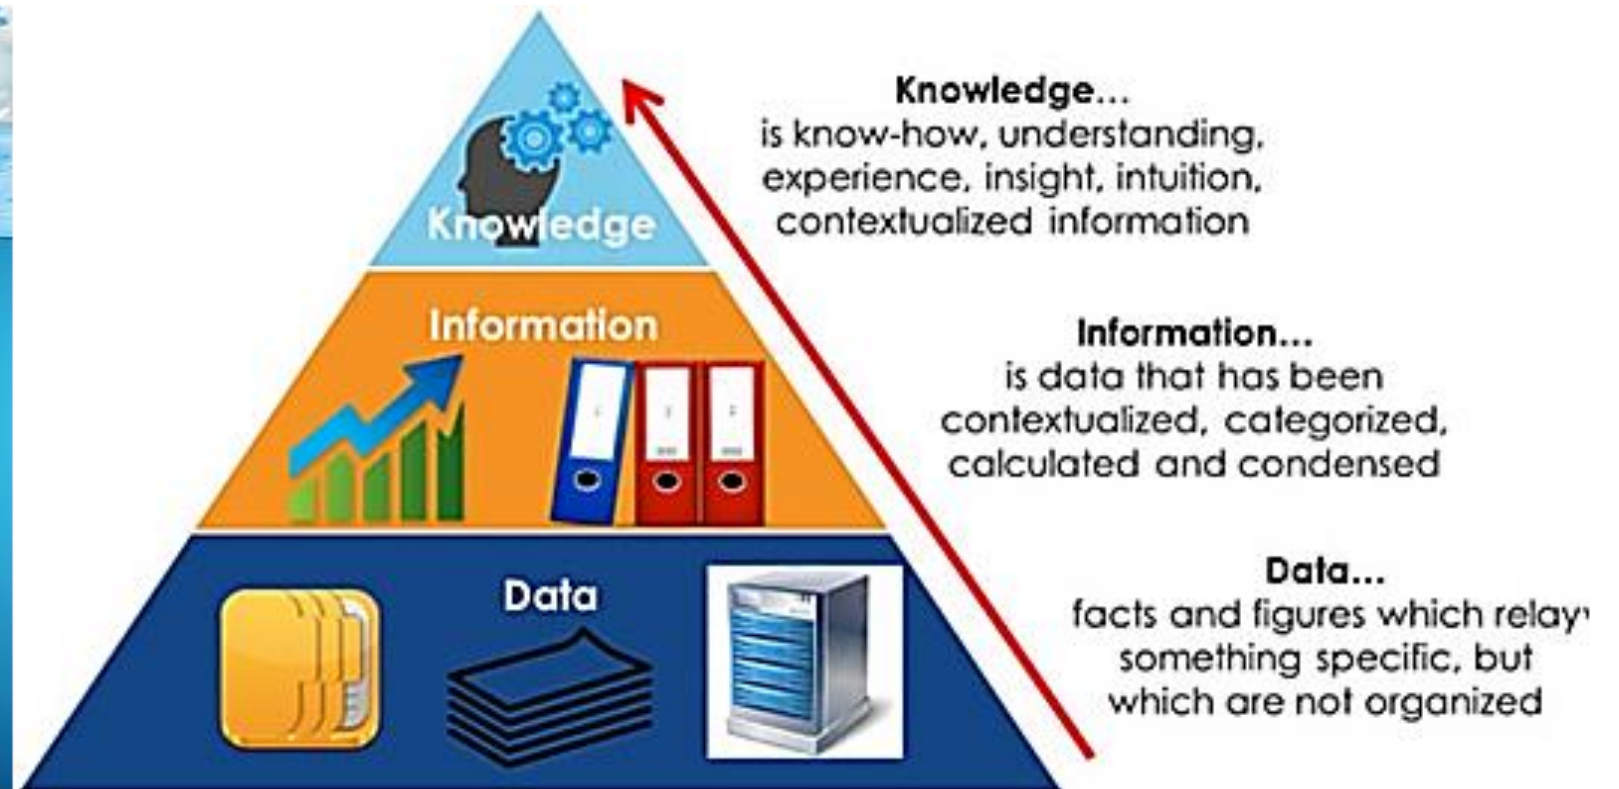 Knowledge
Information
Data
Knowledge...
is know-how, understanding,
experience, insight, intuition,
contextualized information
Information...
is data that has been
contextualized, categorized,
calculated and condensed
Data...
facts and figures which relay
something specific, but
which are not organized